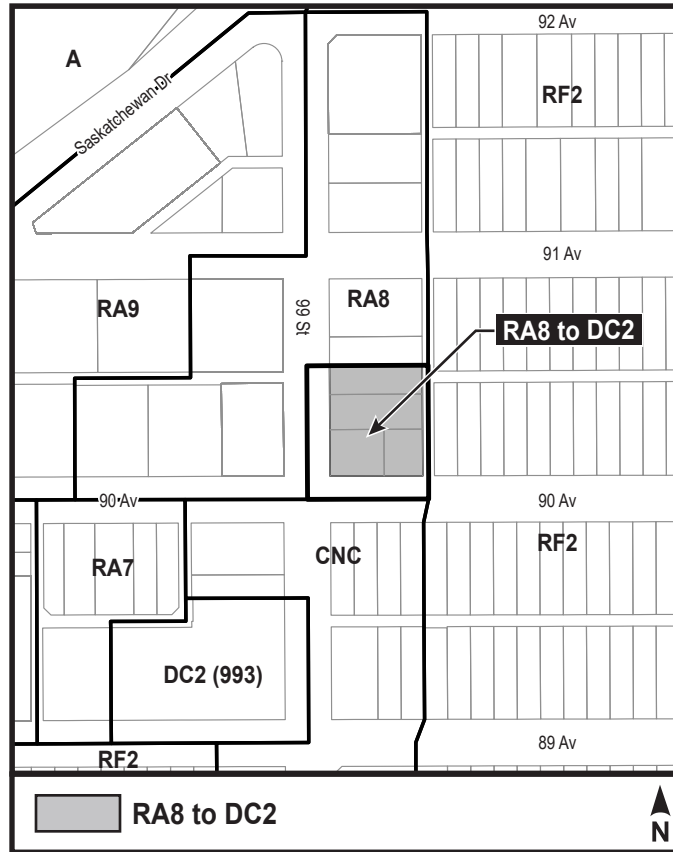 92 Av
A
RF2
Saskatchewan Dr
91 Av
RA9
RA8
99 St
RA8 to DC2
90 Av
90 Av
RF2
CNC
RA7
DC2 (993)
89 Av
RF2
RA8 to DC2
N